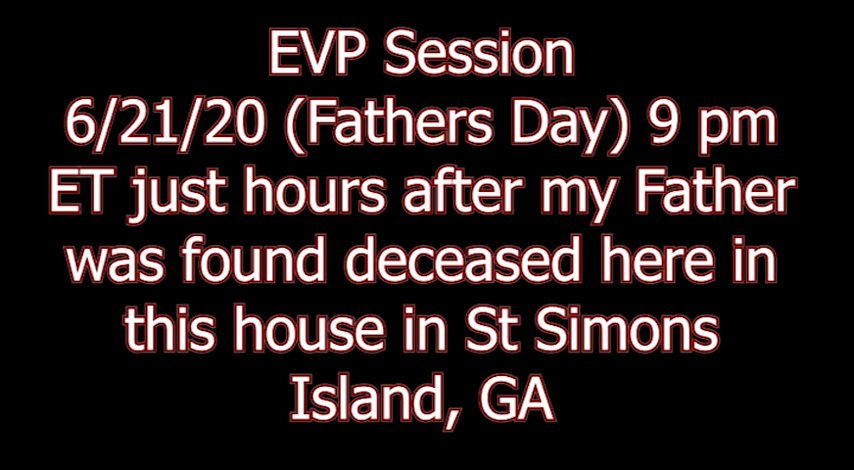 EVP Session
6/21/20 (Fathers Day) 9 pm
ET just hours after my Father
was found deceased here in
this house in St Simons
Island, GA